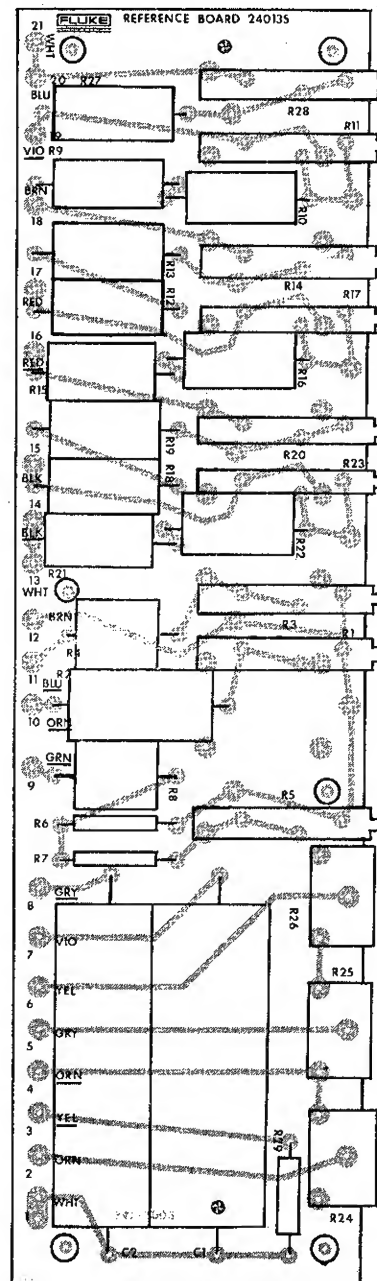 FLUKE REFERENCE BOARD 240135
21
WHT
20 R27
BLU
R28
19
R11
VIO R9
BRN
R10
18
17
R13
R14
RED
R12
R17
16
RED
R16
R15
R19
15
R20
R18
R23
BLK
14
BLK
R22
13 R21
WHT
BRN
R3
12
R4
R1
R2
11
BLU
10 ORN
GRN
9
R8
R5
R6
R7
GRY
8
R26
VIO
7
R25
YEL
6
GRY
5
ORN
4
YEL
3
R29
ORN
2
WHT
R24
1
C2 C1